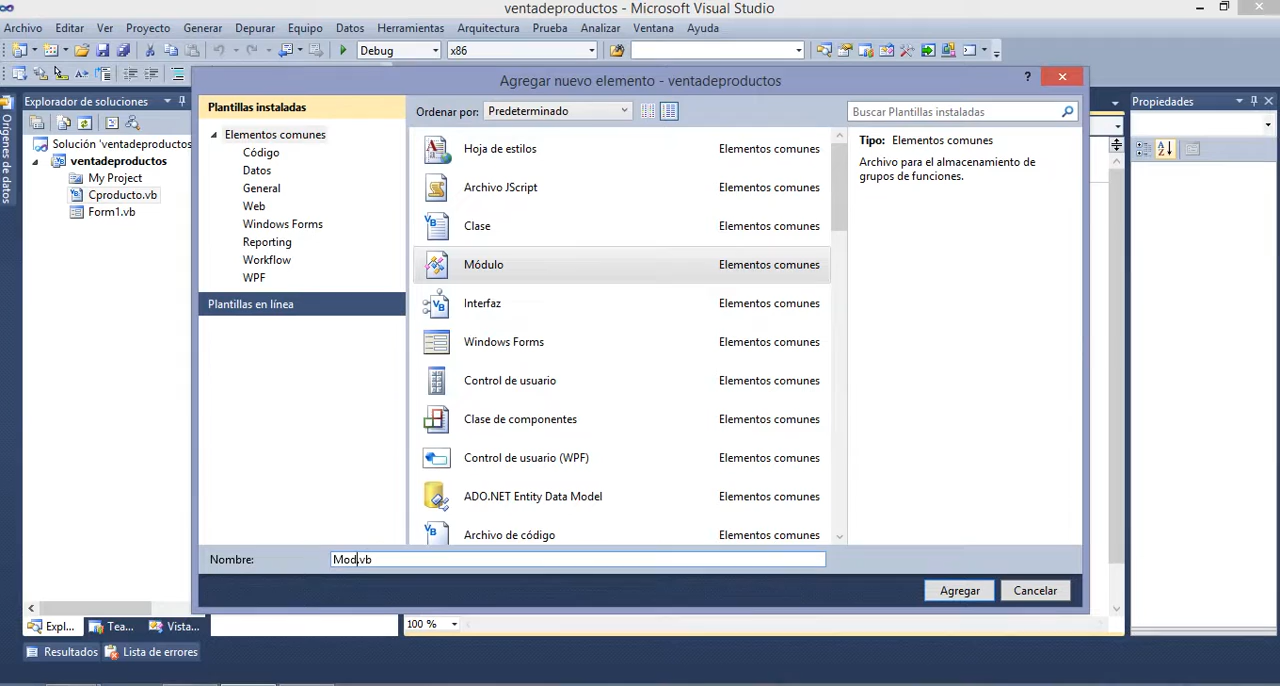 ventadeproductos - Microsoft Visual Studio
Archivo Editar Ver Proyecto Generar Depurar Equipo Datos Herramientas Arquitectura Prueba Analizar Ventana Ayuda
Debug x86
Explorador de soluciones
Solución 'ventadeproductos
ventadeproductos
My Project
Cproducto.vb
Form1.vb
Orígenes de datos
Agregar nuevo elemento - ventadeproductos
?
Plantillas instaladas
Elementos comunes
Código
Datos
General
Web
Windows Forms
Reporting
Workflow
WPF
Plantillas en línea
Ordenar por: Predeterminado
Buscar Plantillas instaladas
Hoja de estilos Elementos comunes
Archivo JScript Elementos comunes
Clase Elementos comunes
Módulo Elementos comunes
Interfaz Elementos comunes
Windows Forms Elementos comunes
Control de usuario Elementos comunes
Clase de componentes Elementos comunes
Control de usuario (WPF) Elementos comunes
ADO.NET Entity Data Model Elementos comunes
Archivo de código Elementos comunes
Tipo: Elementos comunes
Archivo para el almacenamiento de
grupos de funciones.
Nombre: Mod.vb
Agregar Cancelar
Propiedades
100 %
Expl... Tea... Vista...
Resultados Lista de errores